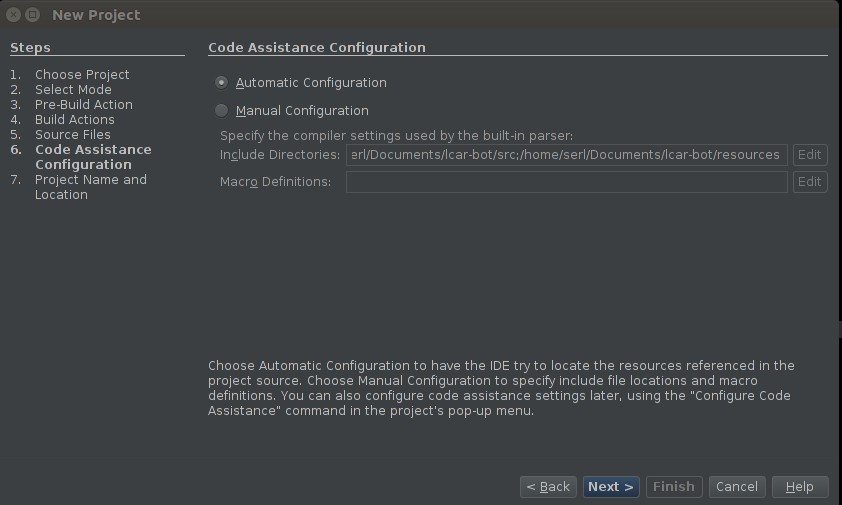 New Project
Steps
1. Choose Project
2. Select Mode
3. Pre-Build Action
4. Build Actions
5. Source Files
6. Code Assistance
Configuration
7. Project Name and
Location
Code Assistance Configuration
Automatic Configuration
Manual Configuration
Specify the compiler settings used by the built-in parser:
Include Directories: erl/Documents/lcar-bot/src;/home/serl/Documents/lcar-bot/resources Edit
Macro Definitions: Edit
Choose Automatic Configuration to have the IDE try to locate the resources referenced in the
project source. Choose Manual Configuration to specify include file locations and macro
definitions. You can also configure code assistance settings later, using the "Configure Code
Assistance" command in the project's pop-up menu.
< Back Next > Finish Cancel Help